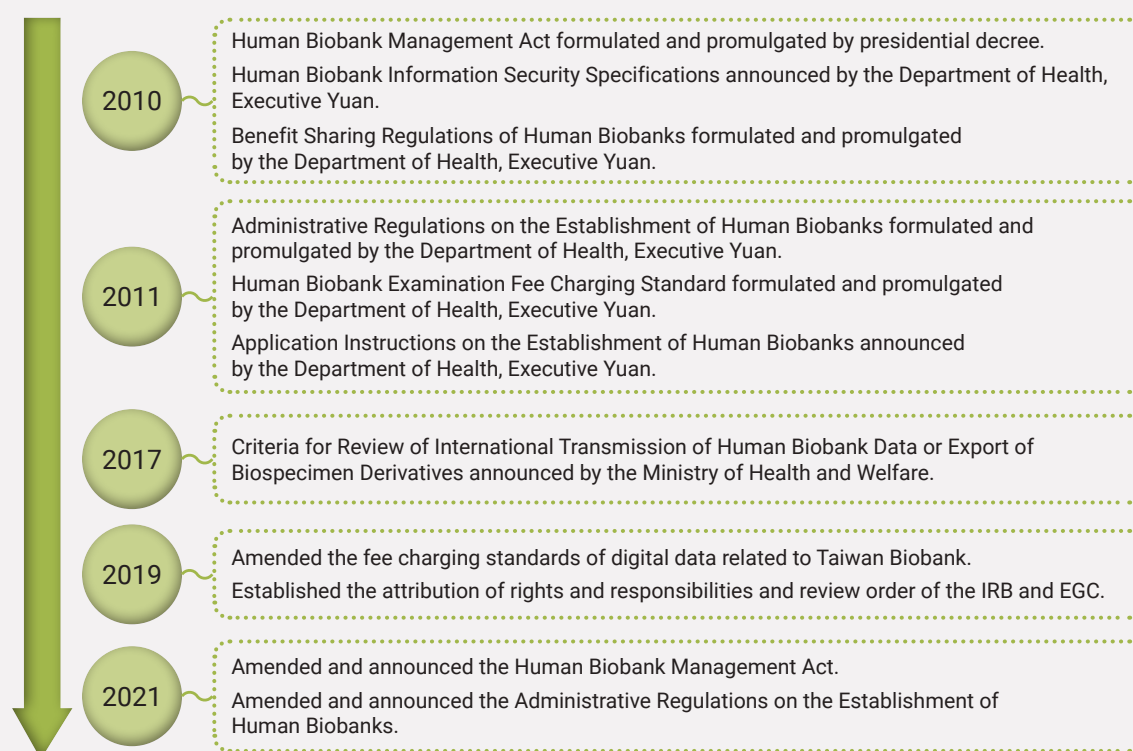 2010
Human Biobank Management Act formulated and promulgated by presidential decree.
Human Biobank Information Security Specifications announced by the Department of Health,
Executive Yuan.
Benefit Sharing Regulations of Human Biobanks formulated and promulgated
by the Department of Health, Executive Yuan.
2011
Administrative Regulations on the Establishment of Human Biobanks formulated and
promulgated by the Department of Health, Executive Yuan.
Human Biobank Examination Fee Charging Standard formulated and promulgated
by the Department of Health, Executive Yuan.
Application Instructions on the Establishment of Human Biobanks announced
by the Department of Health, Executive Yuan.
2017
Criteria for Review of International Transmission of Human Biobank Data or Export of
Biospecimen Derivatives announced by the Ministry of Health and Welfare.
2019
Amended the fee charging standards of digital data related to Taiwan Biobank.
Established the attribution of rights and responsibilities and review order of the IRB and EGC.
2021
Amended and announced the Human Biobank Management Act.
Amended and announced the Administrative Regulations on the Establishment of
Human Biobanks.